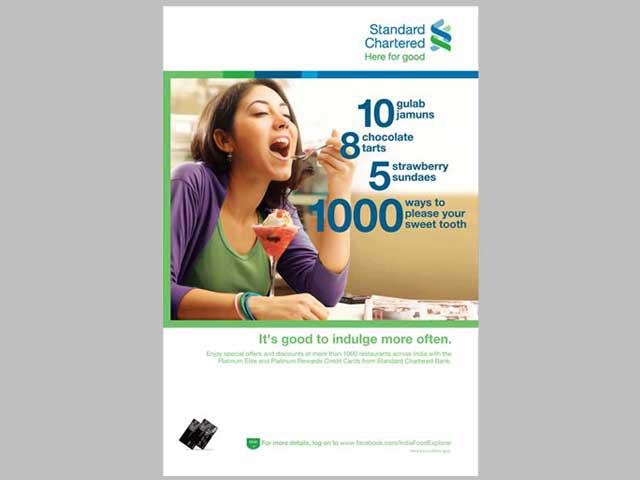 Standard
Chartered
Here for good
10 gulab
jamuns
8 chocolate
tarts
5 strawberry
sundaes
1000 ways to
please your
sweet tooth
It's good to indulge more often.
Enjoy special offers and discounts at more than 1000 restaurants across India with the
Platinum Elite and Platinum Rewards Credit Cards from Standard Chartered Bank.
For more details, log on to www.facebook.com/IndiaFoodExplorer